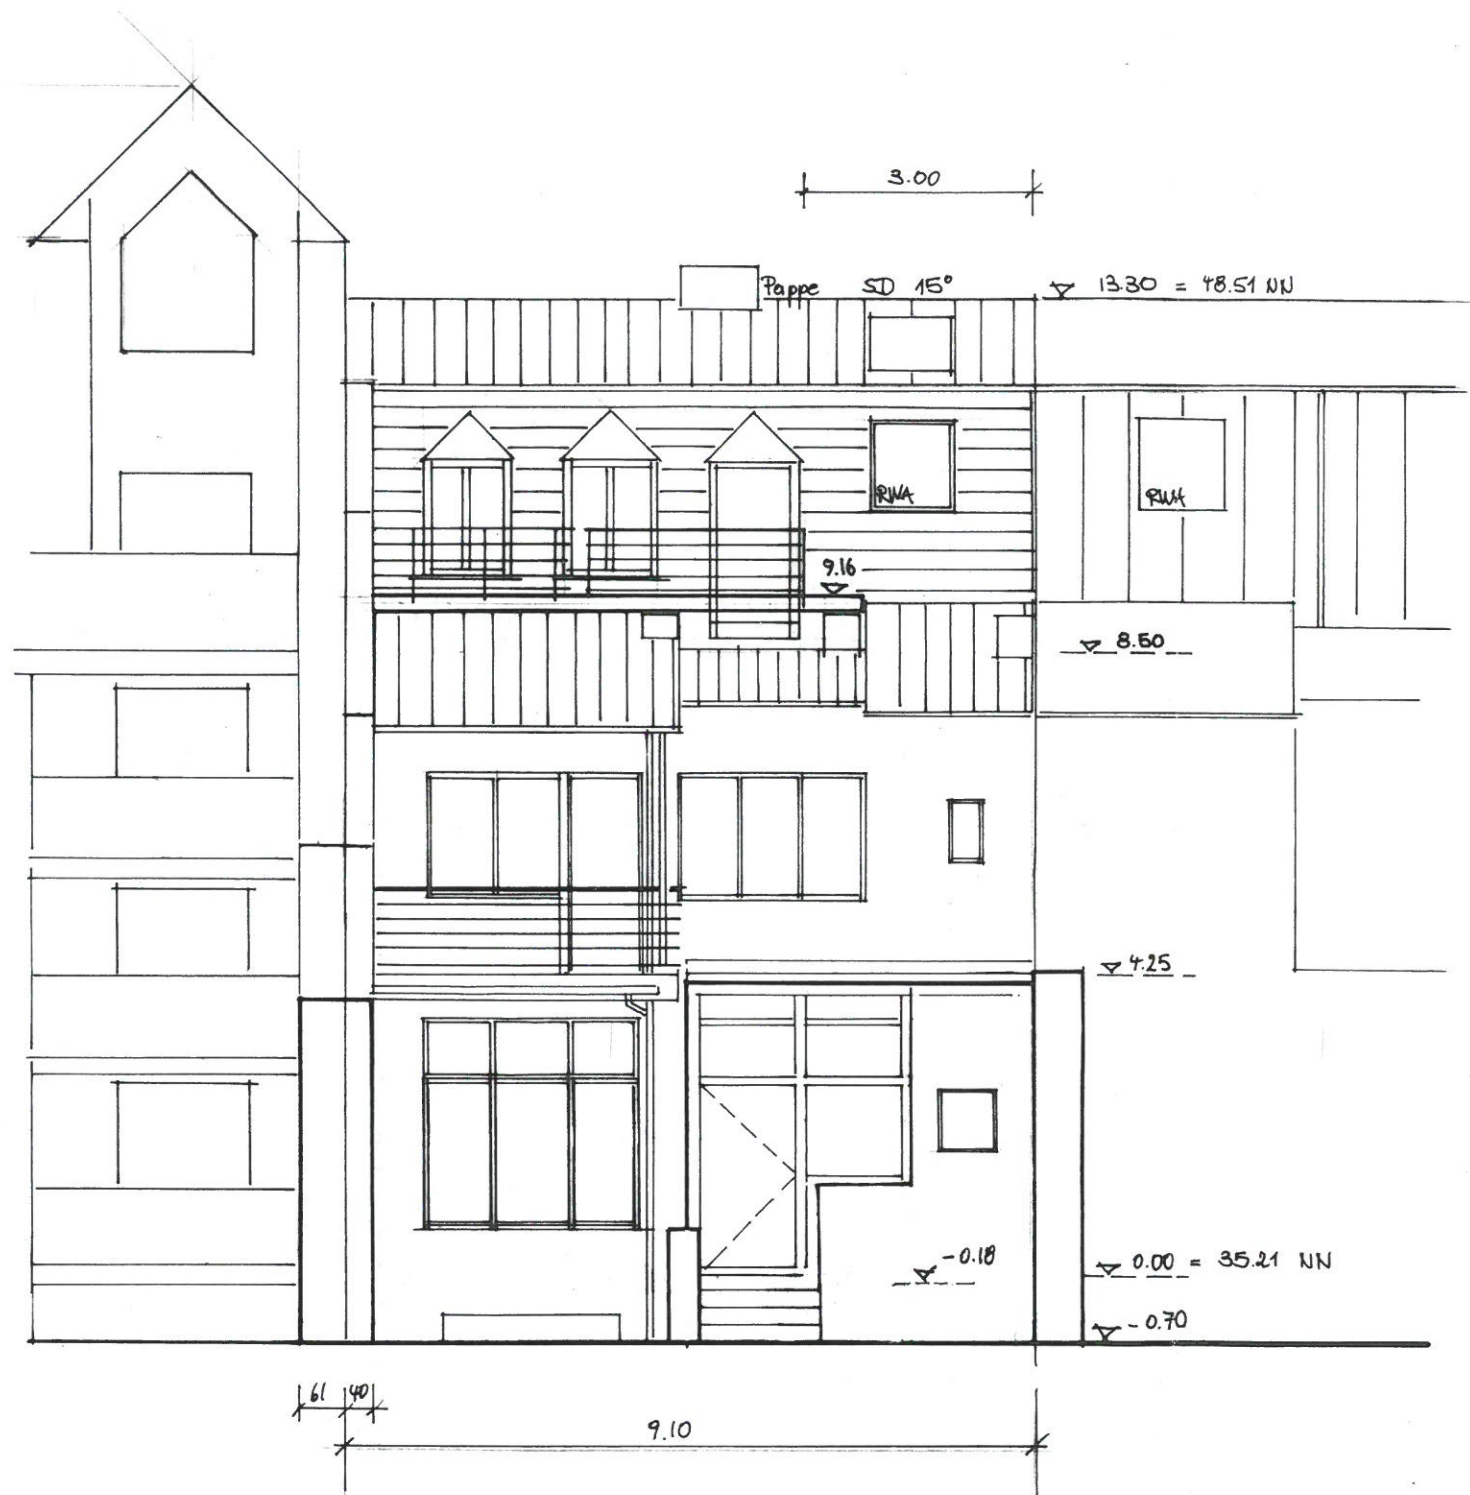 3.00
Pappe SD 15°
13.30 = 48.51 NN
RWA
RWA
9.16
8.50
4.25
-0.18
0.00 = 35.21 NN
-0.70
61 40
9.10